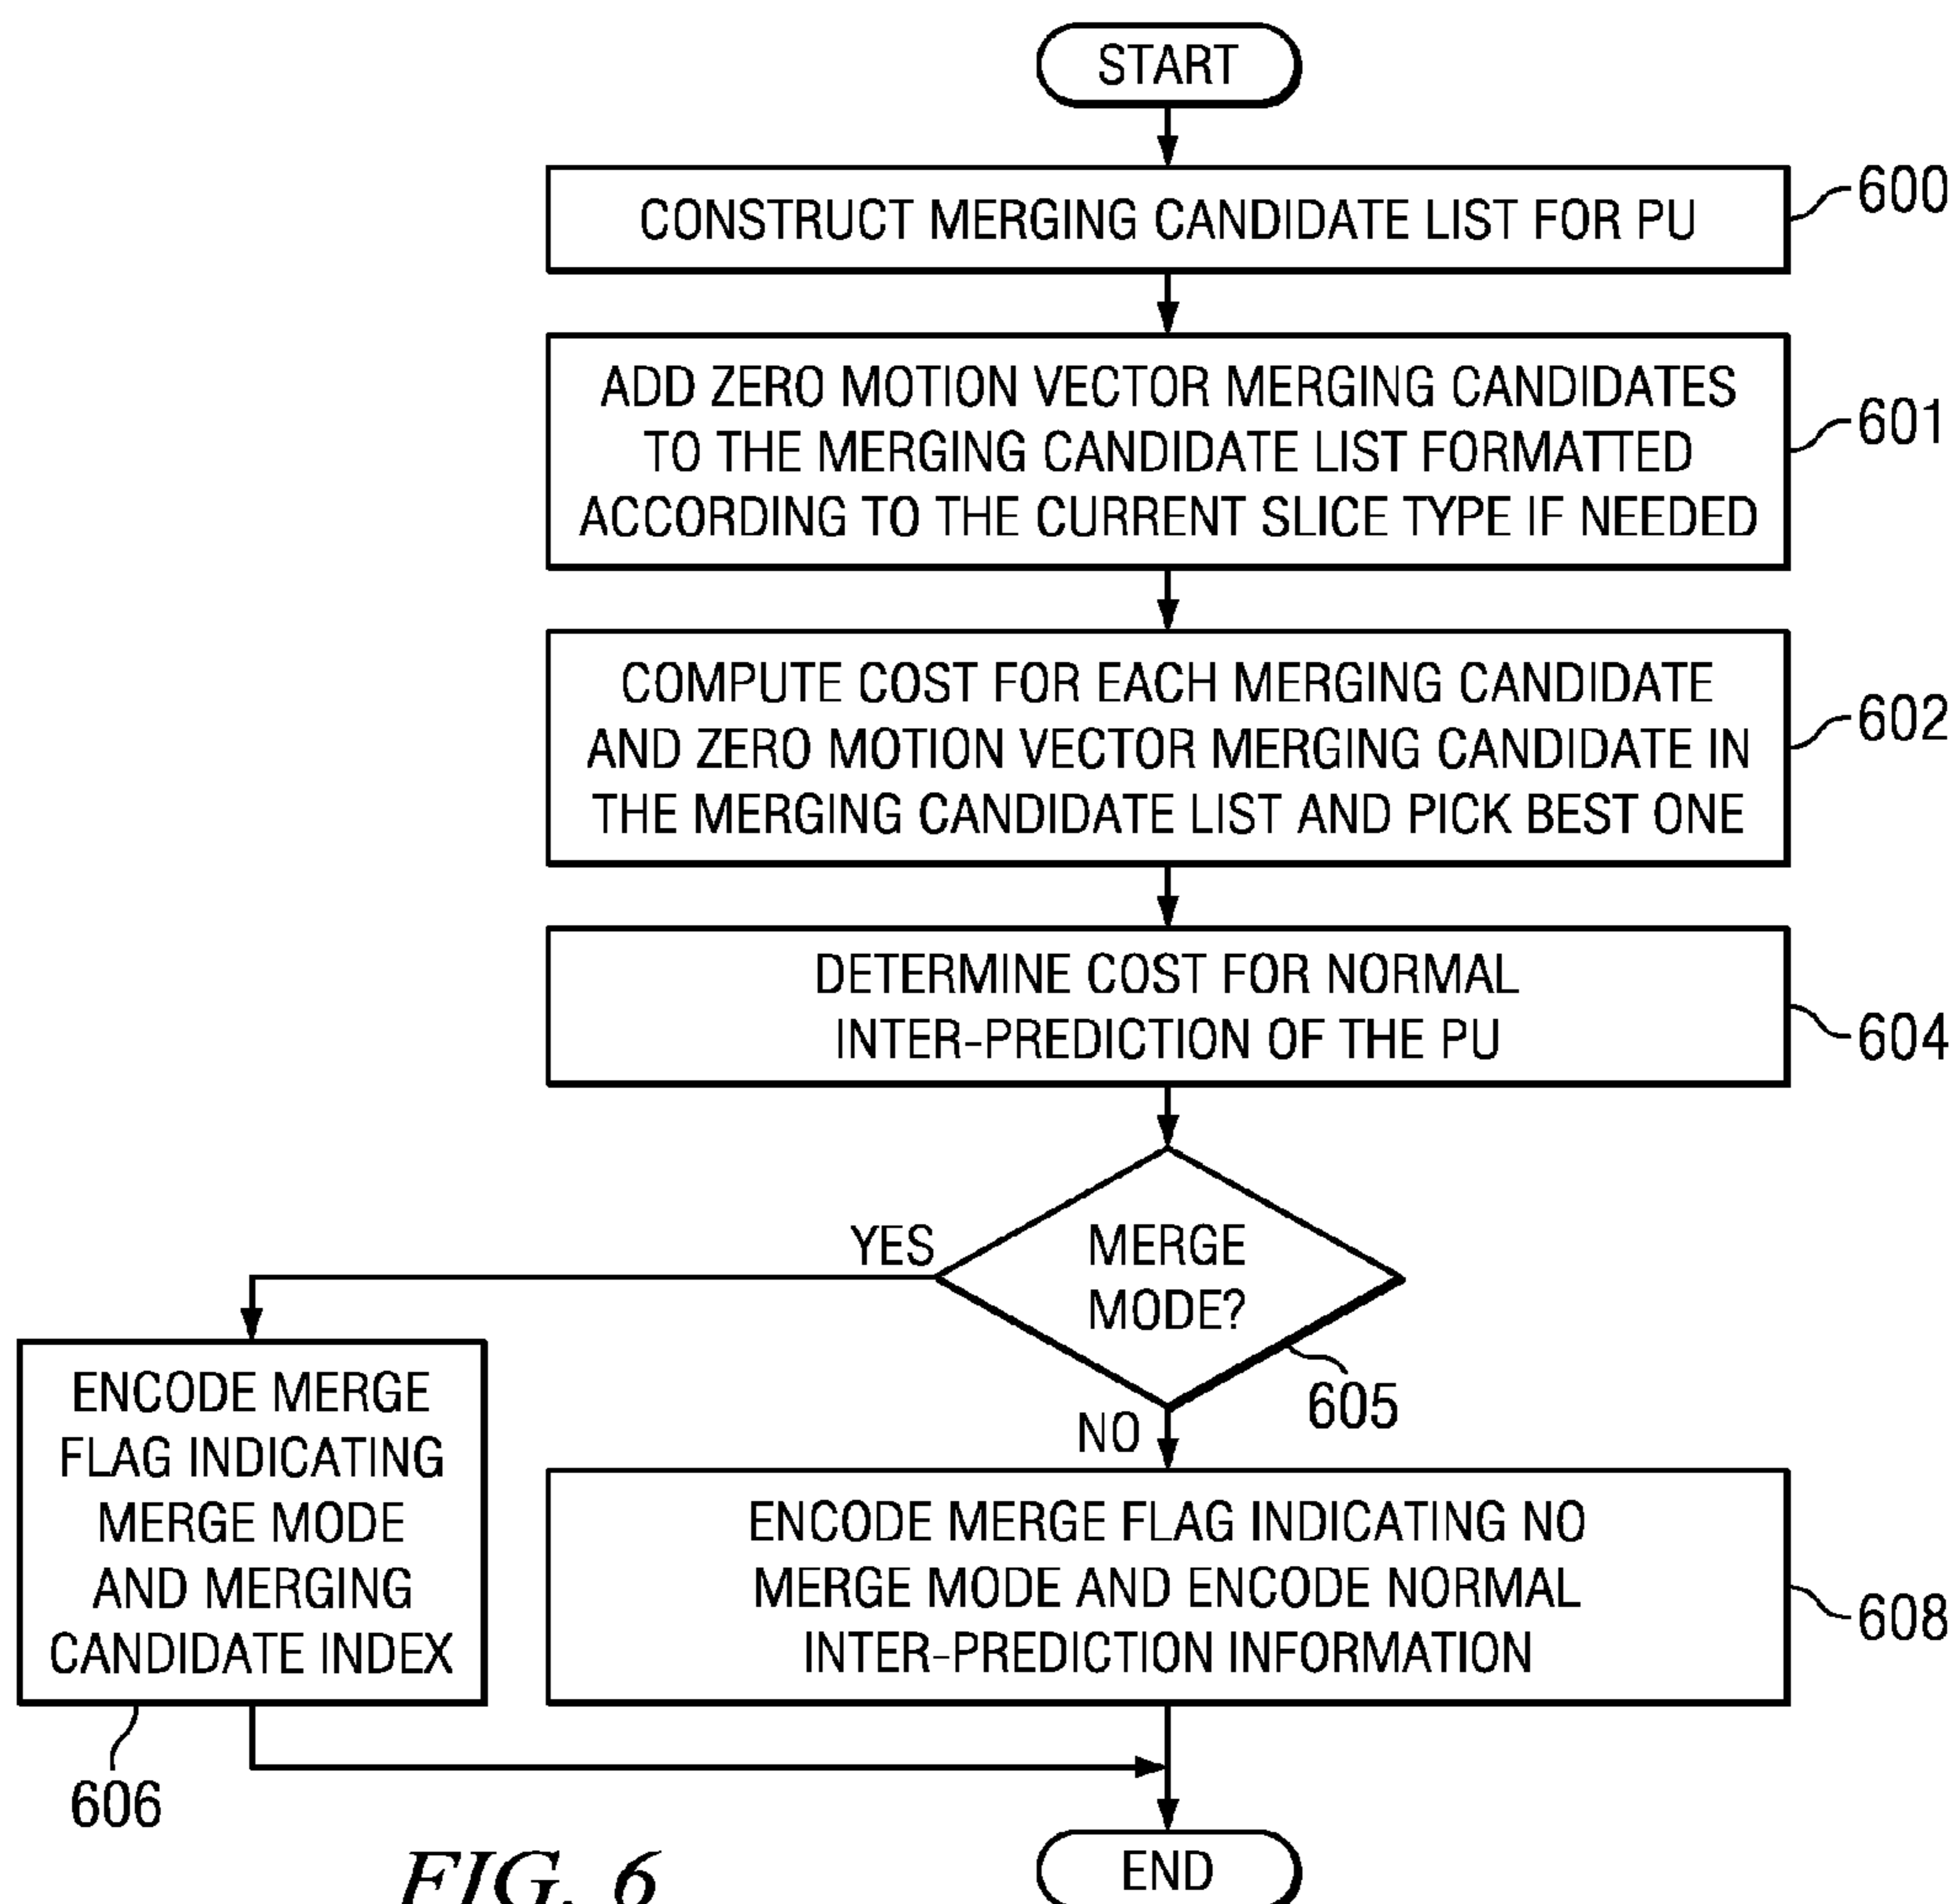 START
CONSTRUCT MERGING CANDIDATE LIST FOR PU
600
ADD ZERO MOTION VECTOR MERGING CANDIDATES
TO THE MERGING CANDIDATE LIST FORMATTED
ACCORDING TO THE CURRENT SLICE TYPE IF NEEDED
601
COMPUTE COST FOR EACH MERGING CANDIDATE
AND ZERO MOTION VECTOR MERGING CANDIDATE IN
THE MERGING CANDIDATE LIST AND PICK BEST ONE
602
DETERMINE COST FOR NORMAL
INTER-PREDICTION OF THE PU
604
YES
MERGE
MODE?
605
NO
ENCODE MERGE
FLAG INDICATING
MERGE MODE
AND MERGING
CANDIDATE INDEX
606
ENCODE MERGE FLAG INDICATING NO
MERGE MODE AND ENCODE NORMAL
INTER-PREDICTION INFORMATION
608
END
FIG. 6